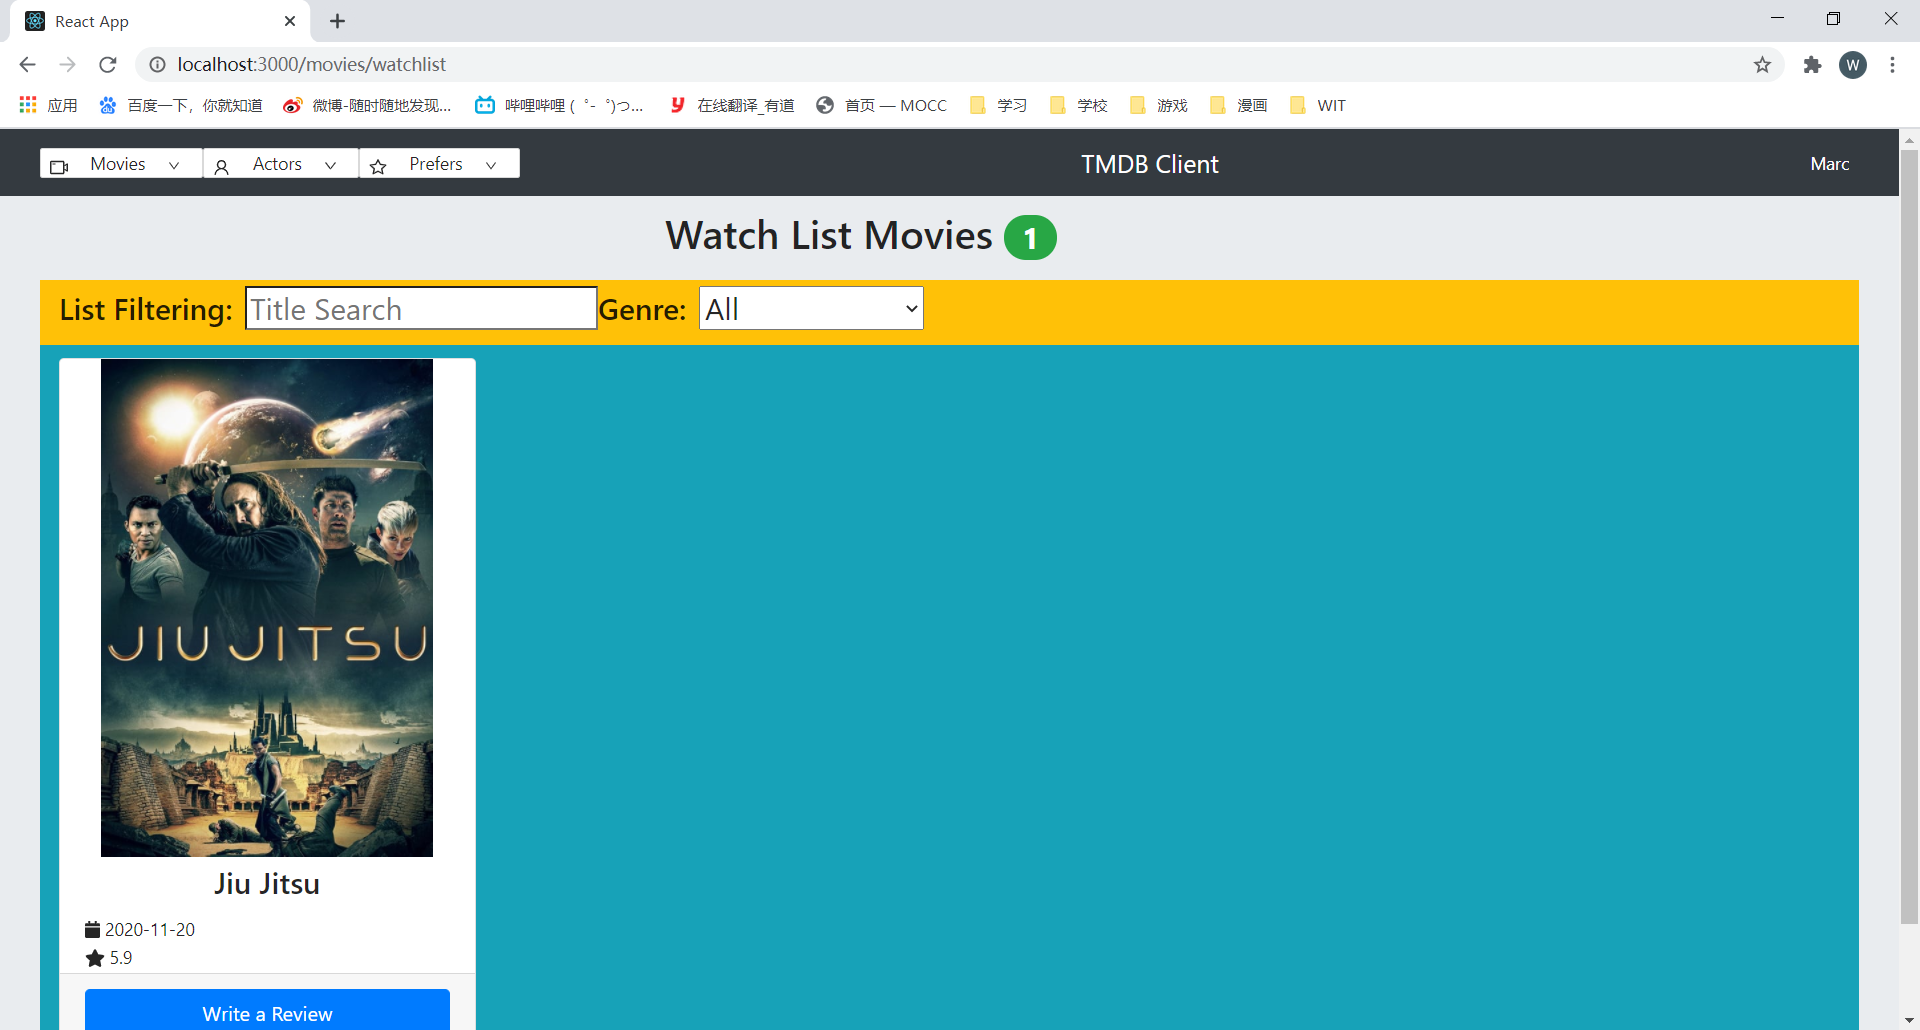 React App
localhost:3000/movies/watchlist
W
应用 百度一下，你就知道 微博-随时随地发现... 哔哩哔哩 ( ゜- ゜)つ... 在线翻译_有道 首页 — MOCC 学习 学校 游戏 漫画 WIT
Movies Actors Prefers TMDB Client Marc
Watch List Movies 1
List Filtering: Title Search Genre: All
JIU JITSU
Jiu Jitsu
2020-11-20
5.9
Write a Review